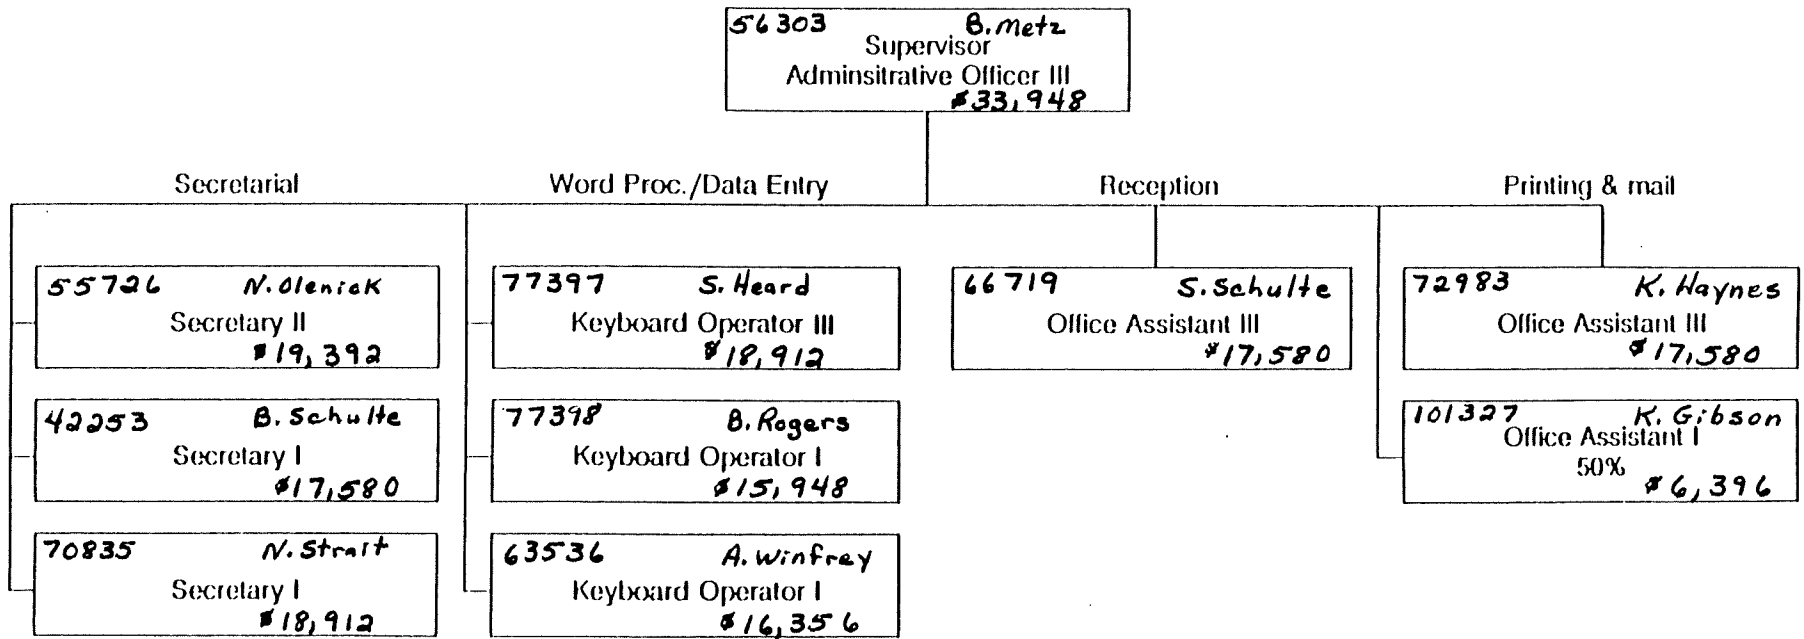 56303 B. Metz
Supervisor
Adminsitrative Officer III
$33,948
Secretarial
Word Proc./Data Entry
Reception
Printing & mail
55726 N. Olenick
Secretary II
$19,392
42253 B. Schulte
Secretary I
$17,580
70835 N. Strait
Secretary I
$18,912
77397 S. Heard
Keyboard Operator III
$18,912
77398 B. Rogers
Keyboard Operator I
$15,948
63536 A. Winfrey
Keyboard Operator I
$16,356
66719 S. Schulte
Office Assistant III
$17,580
72983 K. Haynes
Office Assistant III
$17,580
101327 K. Gibson
Office Assistant I
50%
$6,396